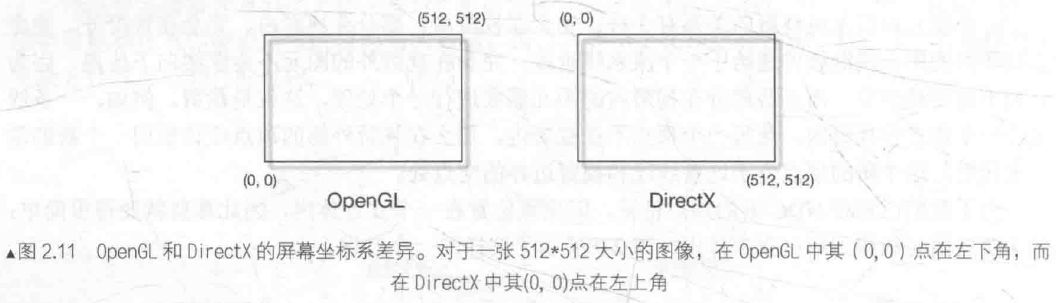 (512, 512)
(0, 0)
(0, 0)
(512, 512)
OpenGL
DirectX
▲图 2.11 OpenGL 和 DirectX 的屏幕坐标系差异。对于一张 512*512 大小的图像，在 OpenGL 中其（0, 0）点在左下角，而
在 DirectX 中其(0, 0)点在左上角